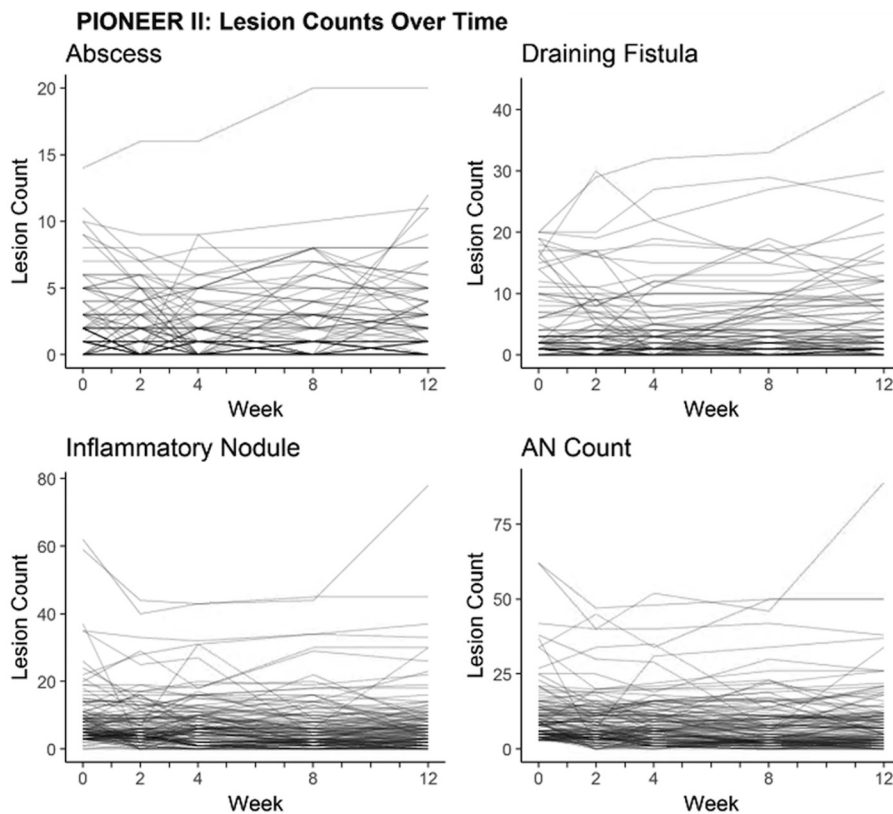 PIONEER II: Lesion Counts Over Time
Abscess
20
15
10
5
0
Lesion Count
0 2 4 8 12
Week
Draining Fistula
40
30
20
10
0
Lesion Count
0 2 4 8 12
Week
Inflammatory Nodule
80
60
40
20
0
Lesion Count
0 2 4 8 12
Week
AN Count
75
50
25
0
Lesion Count
0 2 4 8 12
Week